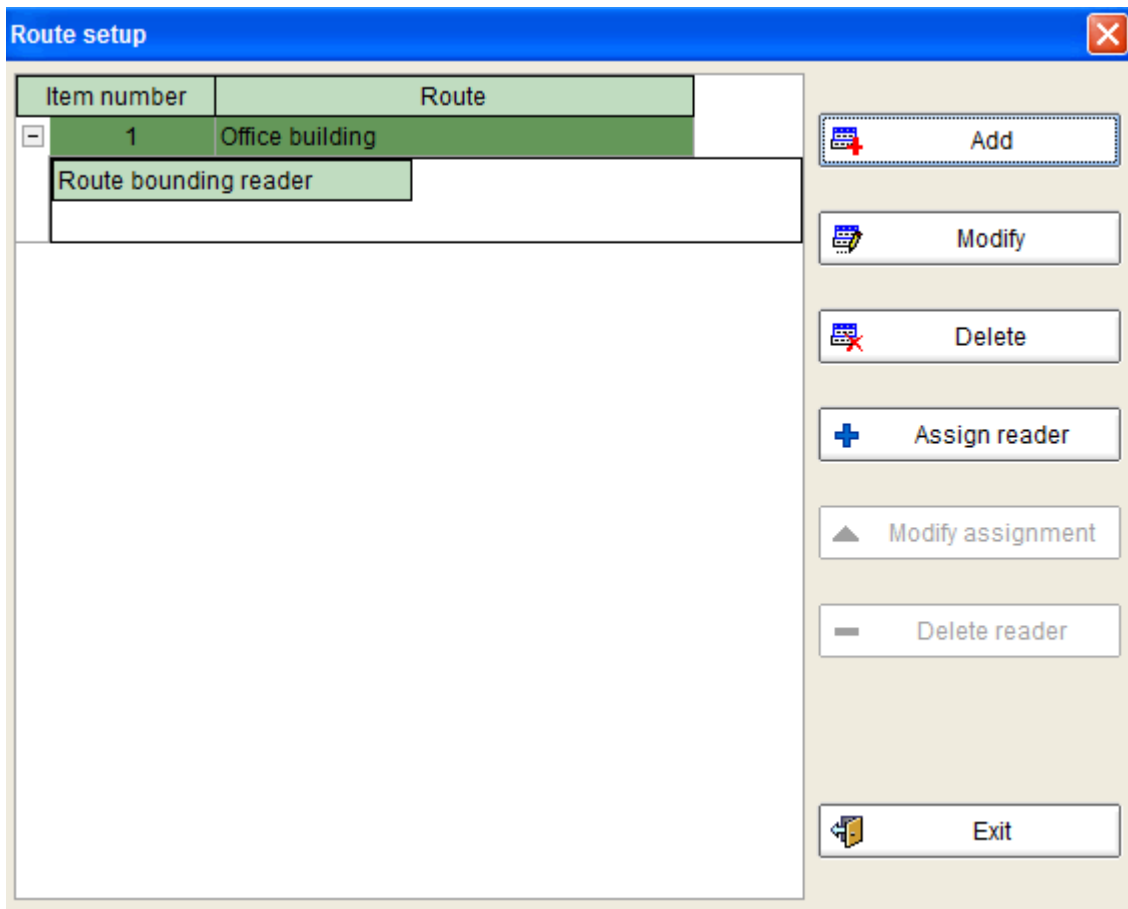 Route setup
Item number Route
1 Office building
Route bounding reader
Add
Modify
Delete
Assign reader
Modify assignment
Delete reader
Exit